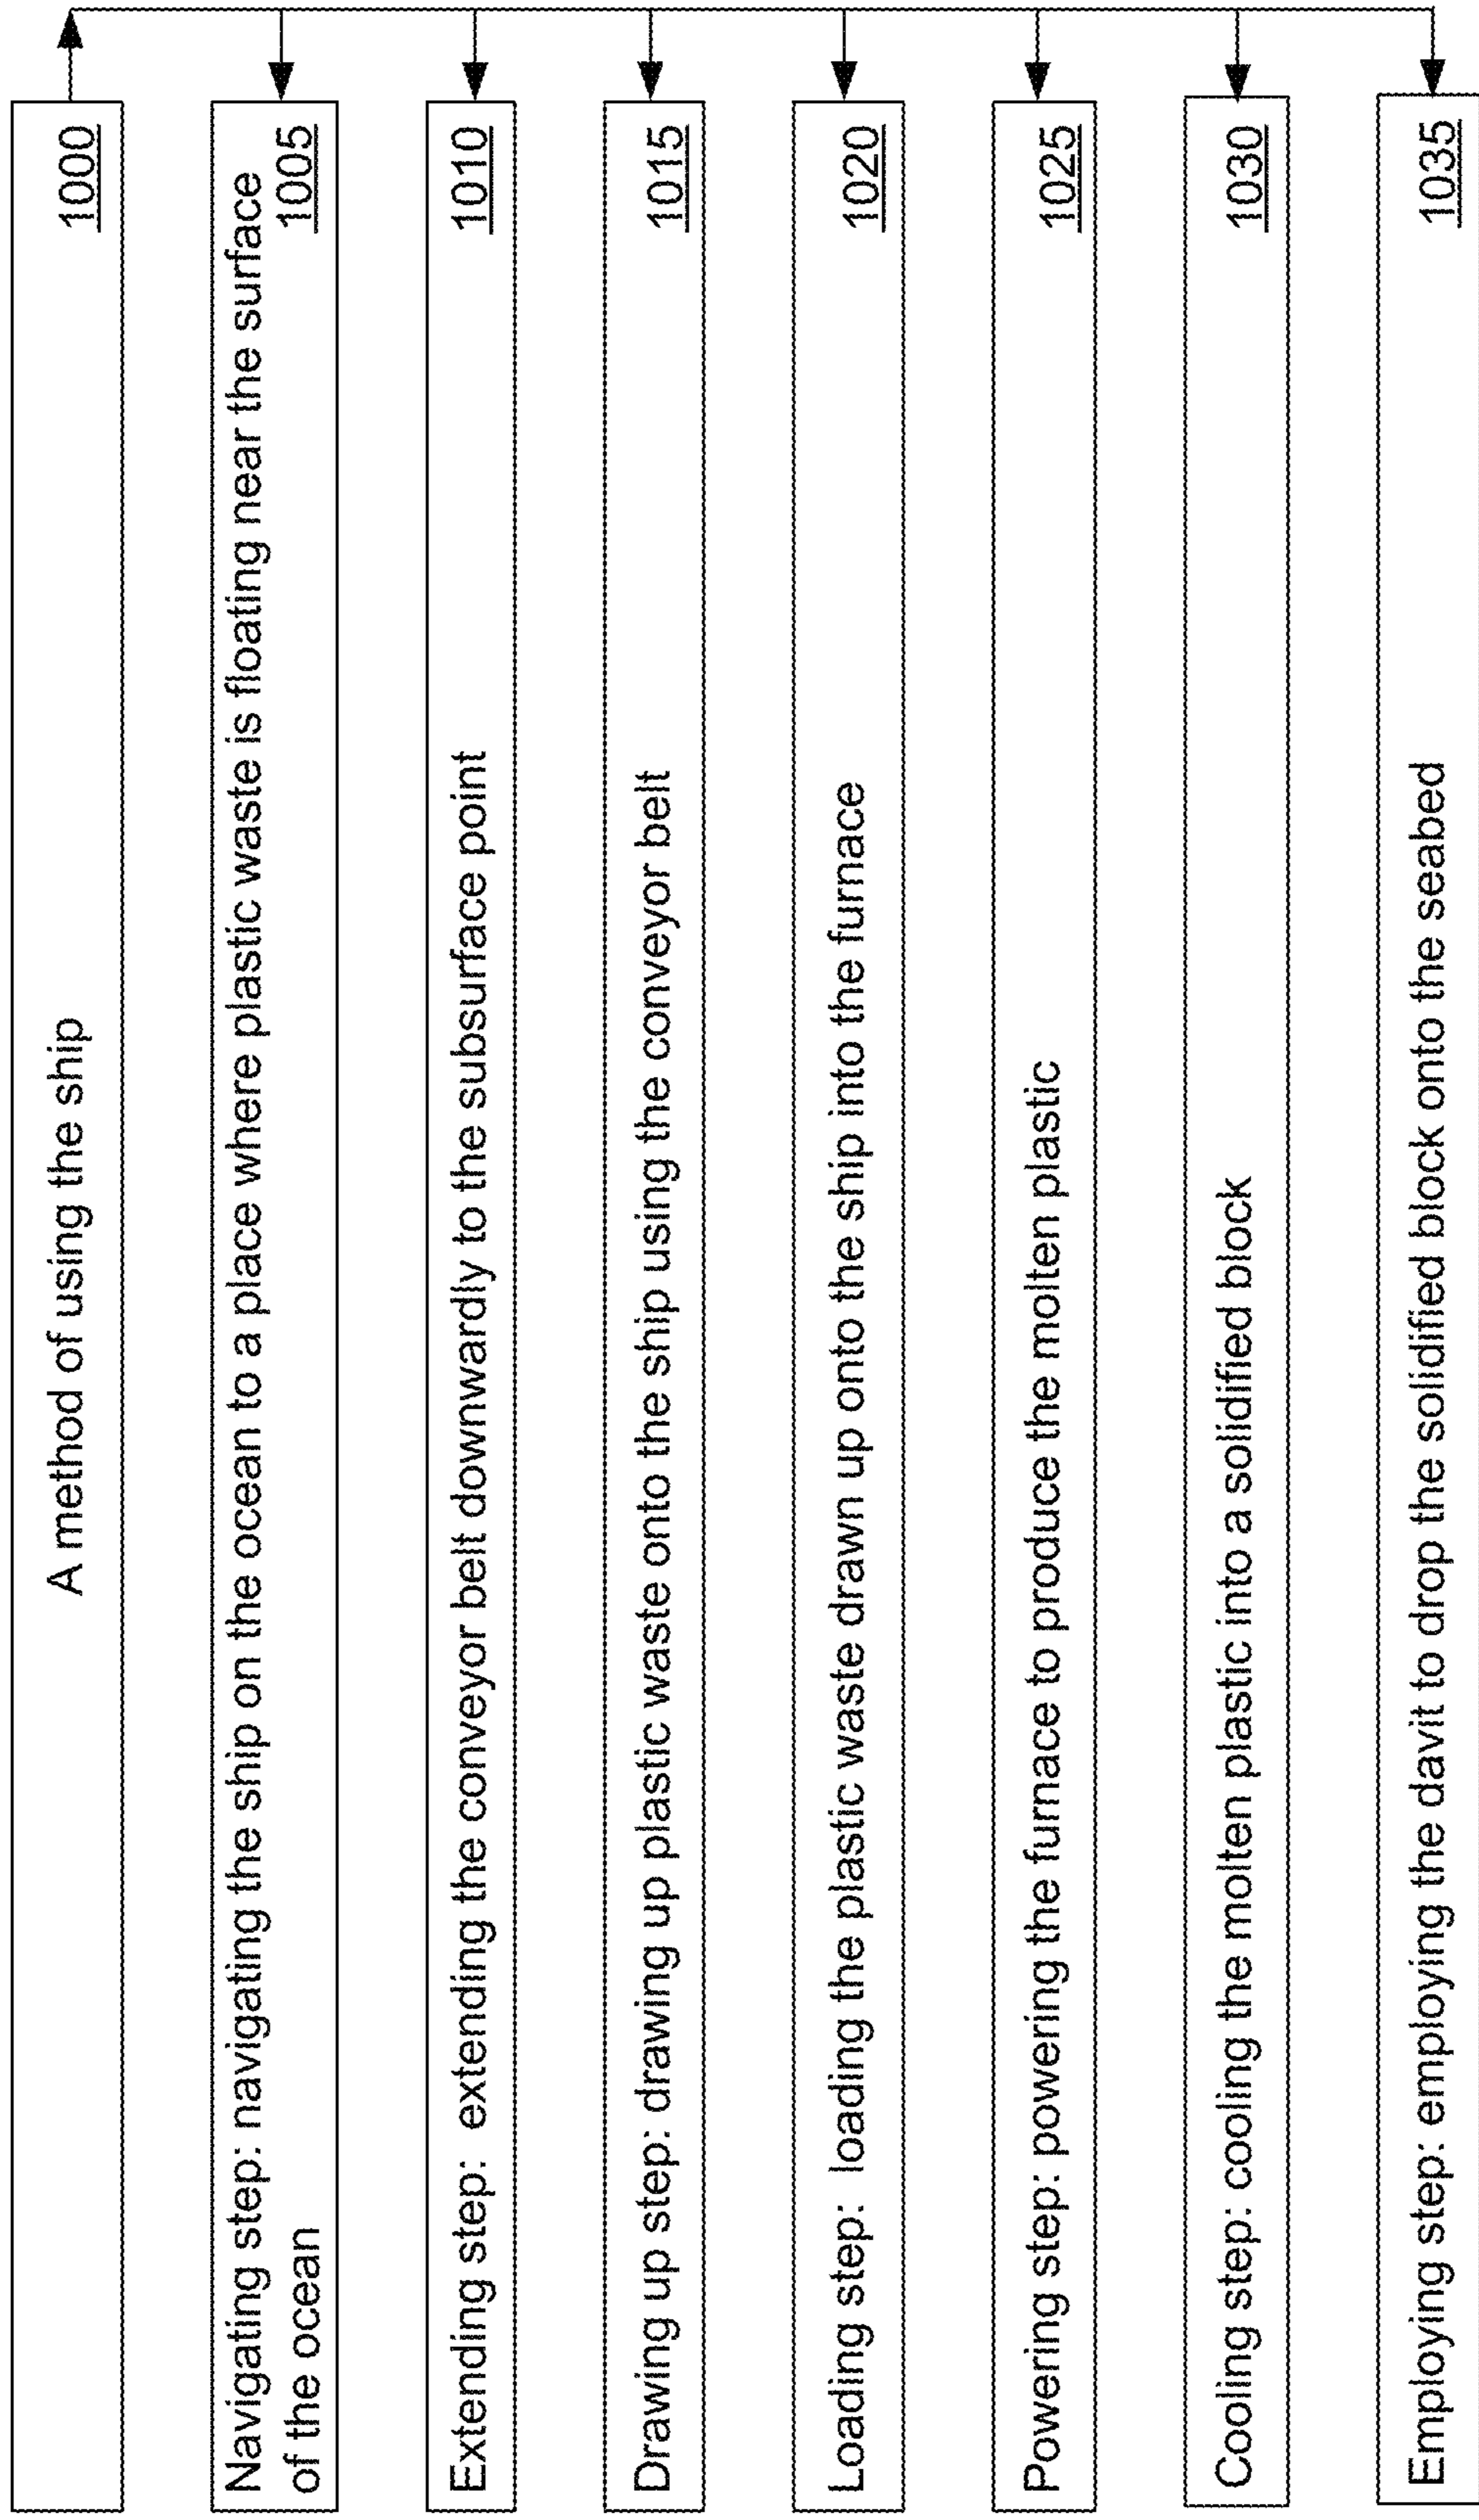 A method of using the ship
1000
Navigating step: navigating the ship on the ocean to a place where plastic waste is floating near the surface
of the ocean
1005
Extending step: extending the conveyor belt downwardly to the subsurface point
1010
Drawing up step: drawing up plastic waste onto the ship using the conveyor belt
1015
Loading step: loading the plastic waste drawn up onto the ship into the furnace
1020
Powering step: powering the furnace to produce the molten plastic
1025
Cooling step: cooling the molten plastic into a solidified block
1030
Employing step: employing the davit to drop the solidified block onto the seabed
1035